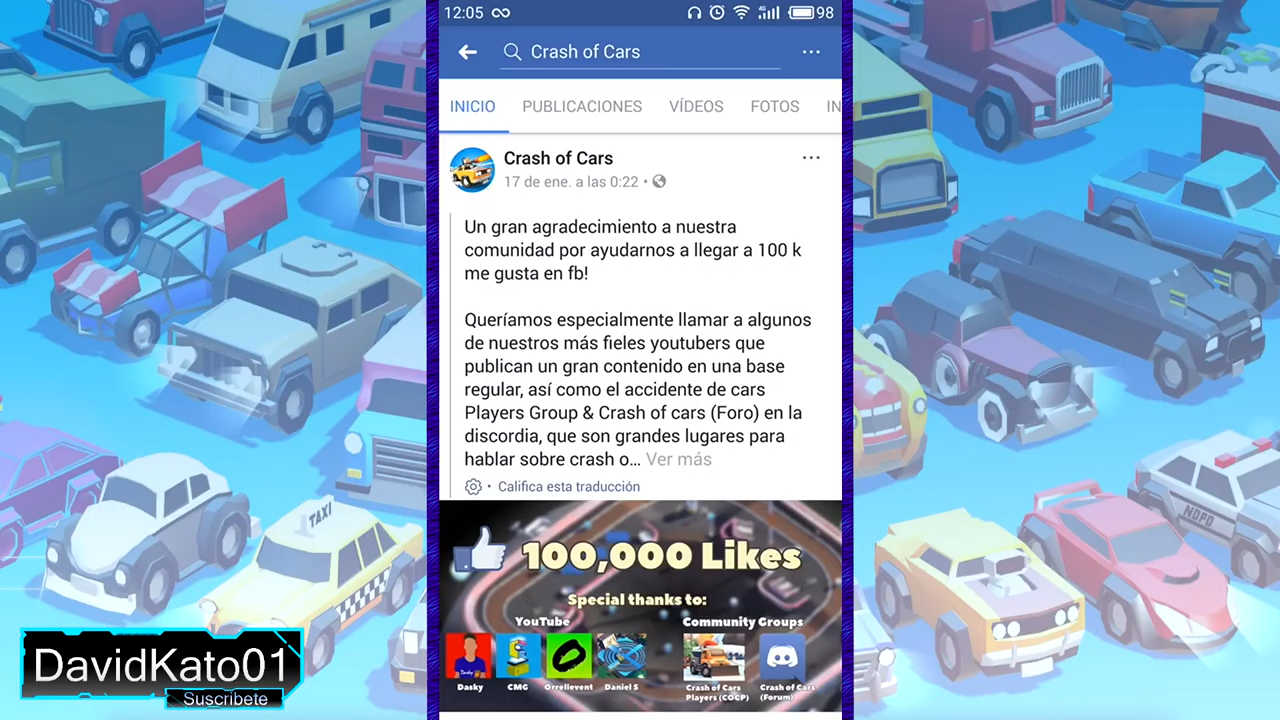 12:05
4G
98
Crash of Cars
INICIO PUBLICACIONES VÍDEOS FOTOS IN
Crash of Cars
17 de ene. a las 0:22 •
Un gran agradecimiento a nuestra
comunidad por ayudarnos a llegar a 100 k
me gusta en fb!
Queríamos especialmente llamar a algunos
de nuestros más fieles youtubers que
publican un gran contenido en una base
regular, así como el accidente de cars
Players Group & Crash of cars (Foro) en la
discordia, que son grandes lugares para
hablar sobre crash o... Ver más
• Califica esta traducción
100,000 Likes
Special thanks to:
YouTube
Community Groups
Dasky
CMG
Orrellevent
Daniel S
Crash of Cars
Players (COCP)
Crash of Cars
(Forum)
TAXI
NDPD
DavidKato01
Suscribete